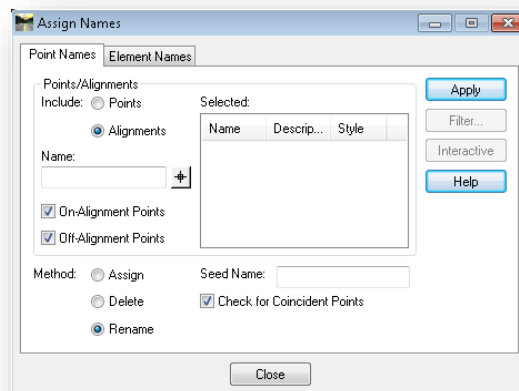 Assign Names
Point Names Element Names
Points/Alignments
Include: Points
Alignments
Selected:
Name Descrip... Style
Name:
On-Alignment Points
Off-Alignment Points
Method: Assign
Delete
Rename
Seed Name:
Check for Coincident Points
Apply
Filter...
Interactive
Help
Close